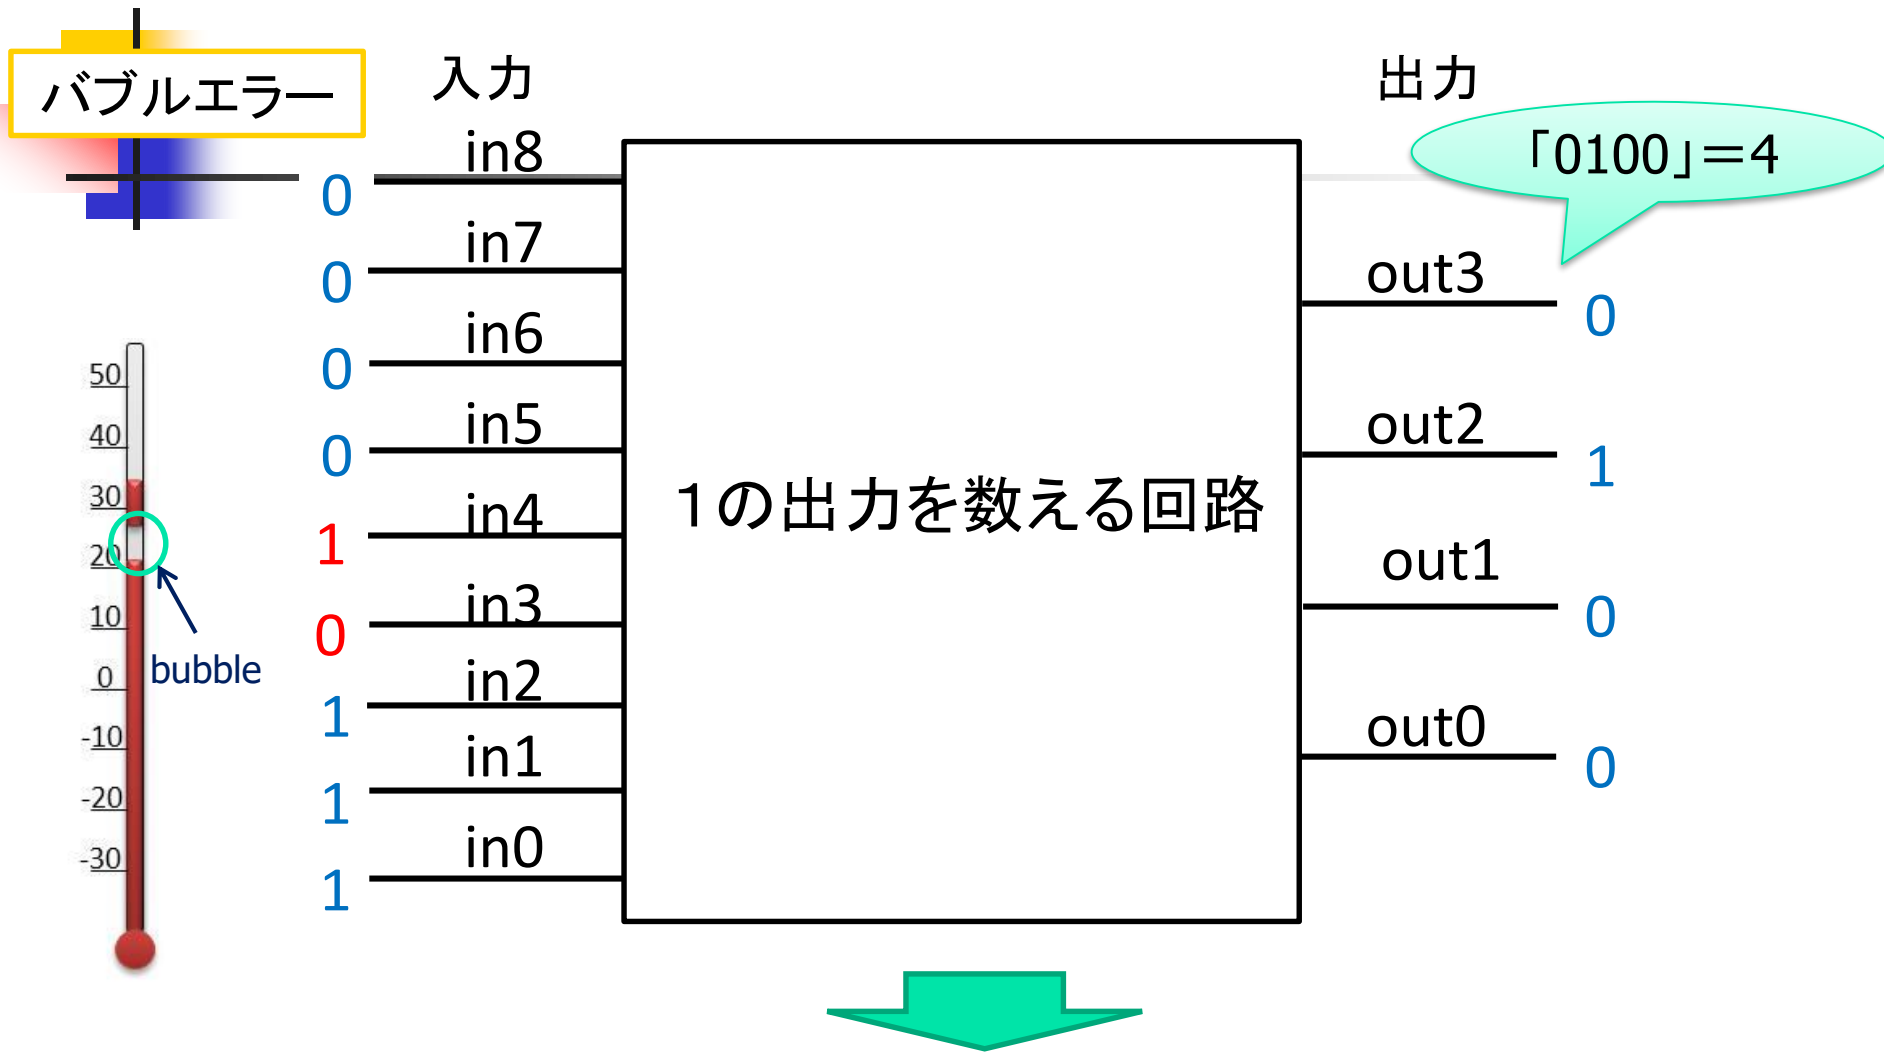 バブルエラー
入力
出力
「0100」＝4
in8
0
in7
0
in6
0
in5
0
in4
1
in3
0
in2
1
in1
1
in0
1
１の出力を数える回路
out3
0
out2
1
out1
0
out0
0
50
40
30
20
10
0
-10
-20
-30
bubble